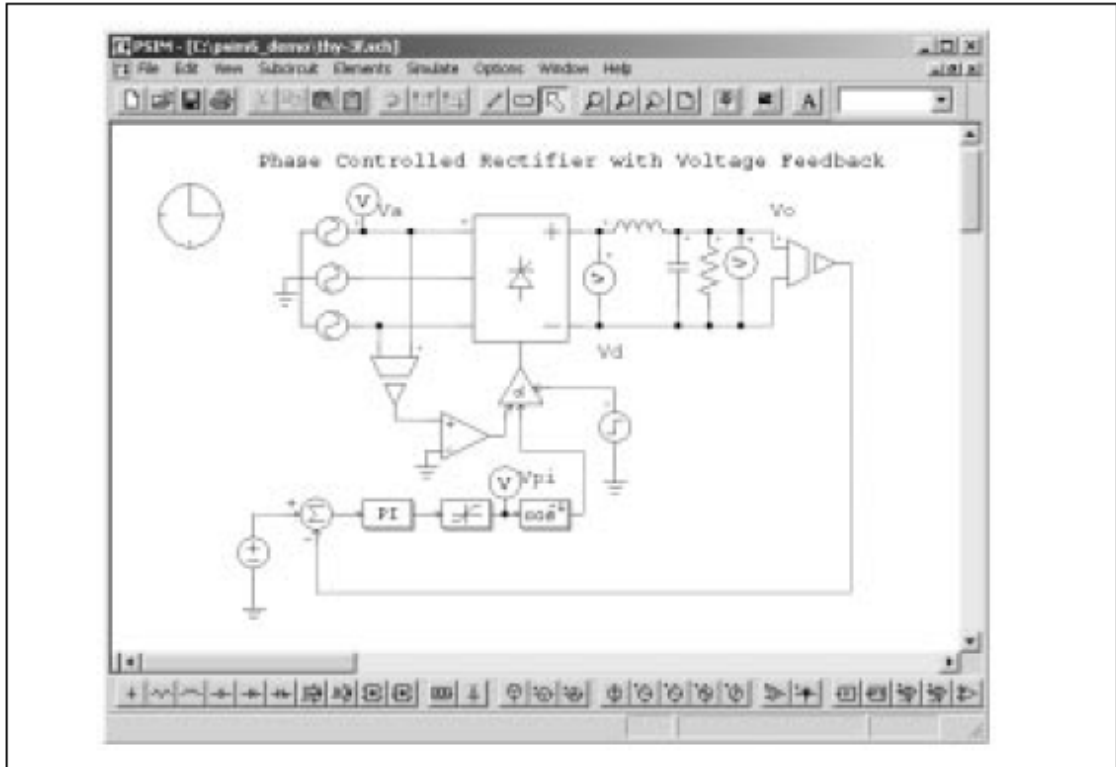 PSIM - [C:\psim6_demo\thy-3f.sch]
File Edit View Subcircuit Elements Simulate Options Window Help
A
Phase Controlled Rectifier with Voltage Feedback
V
Va
Vo
+
V
V
-
Vd
α
+
-
V
Vpi
+
Σ
PI
cos⁻¹
-
+
-